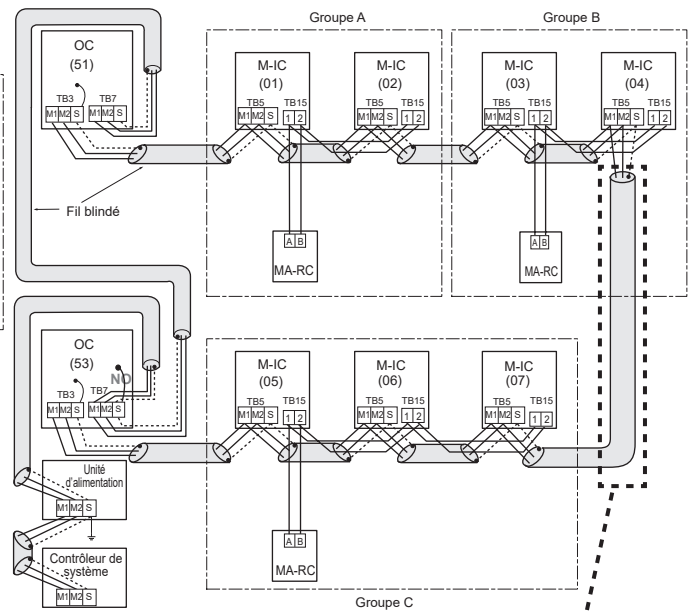 Groupe A
Groupe B
OC
(51)
TB3
TB7
M1 M2 S
M1 M2 S
M-IC
(01)
TB5
TB15
M1 M2 S
1 2
M-IC
(02)
TB5
TB15
M1 M2 S
1 2
M-IC
(03)
TB5
TB15
M1 M2 S
1 2
M-IC
(04)
TB5
TB15
M1 M2 S
1 2
Fil blindé
A B
MA-RC
A B
MA-RC
OC
(53)
NO
TB3
TB7
M1 M2 S
M1 M2 S
M-IC
(05)
TB5
TB15
M1 M2 S
1 2
M-IC
(06)
TB5
TB15
M1 M2 S
1 2
M-IC
(07)
TB5
TB15
M1 M2 S
1 2
Unité
d'alimentation
M1 M2 S
A B
MA-RC
Contrôleur de
système
M1 M2 S
Groupe C